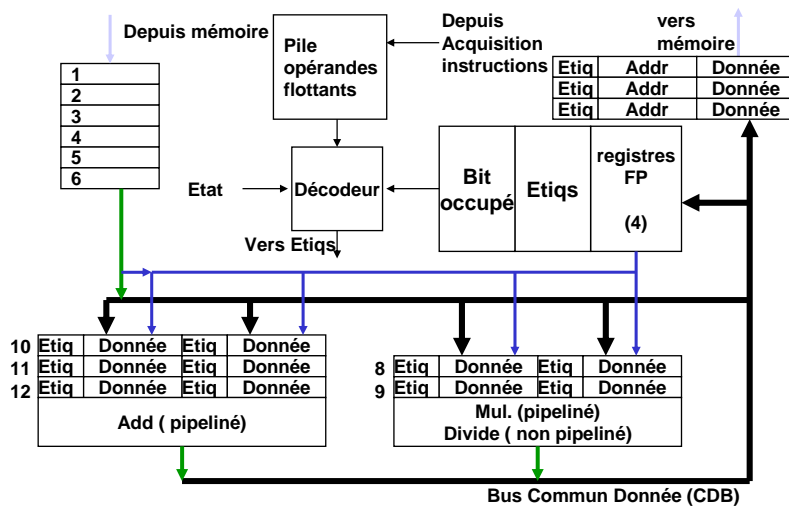 Depuis mémoire
1
2
3
4
5
6
Pile
opérandes
flottants
Depuis
Acquisition
instructions
vers
mémoire
Etiq Addr Donnée
Etiq Addr Donnée
Etiq Addr Donnée
Etat
Décodeur
Bit
occupé
Etiqs
registres
FP
(4)
Vers Etiqs
10 Etiq Donnée Etiq Donnée
11 Etiq Donnée Etiq Donnée
12 Etiq Donnée Etiq Donnée
Add ( pipeliné)
8 Etiq Donnée Etiq Donnée
9 Etiq Donnée Etiq Donnée
Mul. (pipeliné)
Divide ( non pipeliné)
Bus Commun Donnée (CDB)